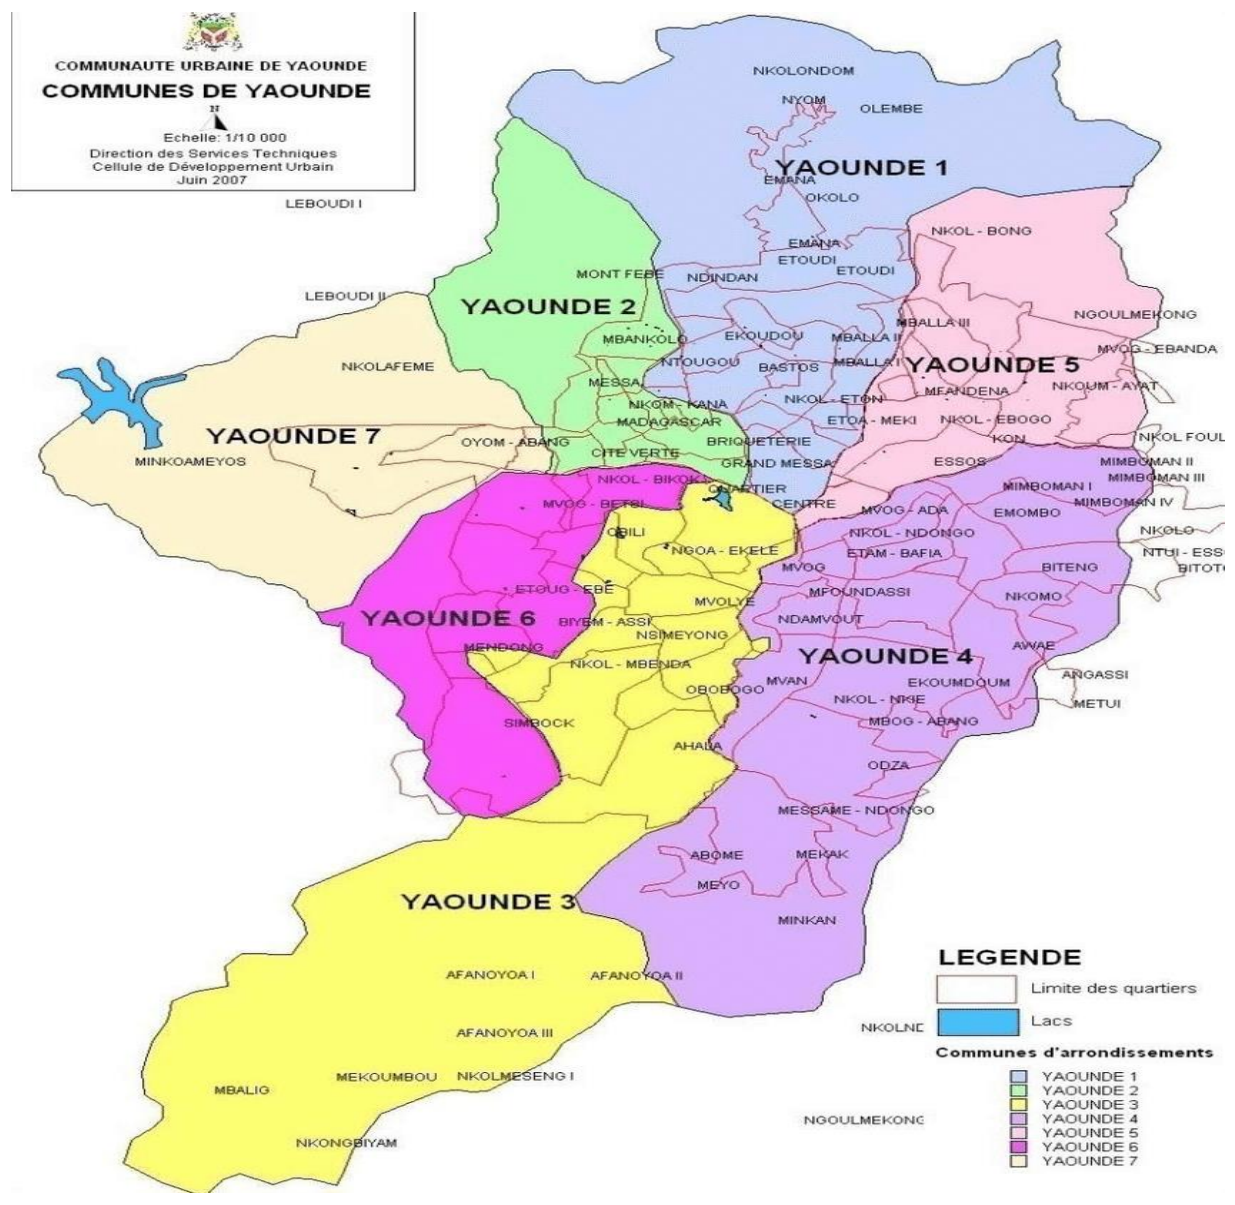 COMMUNAUTE URBAINE DE YAOUNDE
COMMUNES DE YAOUNDE
N
Echelle: 1/10 000
Direction des Services Techniques
Cellule de Développement Urbain
Juin 2007
NKOLONDOM
NYOM
OLEMBE
YAOUNDE 1
EMANA
OKOLO
LEBOUDI I
NKOL - BONG
EMANA
ETOUDI
ETOUDI
MONT FEBE
NDINDAN
LEBOUDI II
YAOUNDE 2
NGOULMEKONG
MBALLA III
MBANKOLO
EKOUDOU
MBALLA II
MVOG - EBANDA
NTOUGOU
BASTOS
MBALLA I
YAOUNDE 5
NKOLAFEME
MESSA
NKOUM - AYAT
MFANDENA
NKOM - KANA
NKOL - ETON
MADAGASCAR
ETOA - MEKI
NKOL - EBOGO
YAOUNDE 7
OYOM - ABANG
BRIQUETERIE
KON
NKOL FOUL
CITE VERTE
MINKOAMEYOS
GRAND MESSA
ESSOS
MIMBOMAN II
NKOL - BIKOK
MIMBOMAN III
QUARTIER
MIMBOMAN I
MVOG - BETSI
CENTRE
MIMBOMAN IV
MVOG - ADA
EMOMBO
OBILI
NKOL - NDONGO
NKOLO
NGOA - EKELE
ETAM - BAFIA
NTUI - ESS
MVOG
BITENG
BITOT
ETOUG - EBE
MFOUNDASSI
NKOMO
MVOLYE
YAOUNDE 6
BIYEM - ASSI
NDAMVOUT
NSIMEYONG
MENDONG
AWAE
YAOUNDE 4
NKOL - MBENDA
ANGASSI
MVAN
EKOUMDOUM
OBOBOGO
NKOL - NKIE
METUI
SIMBOCK
MBOG - ABANG
AHALA
ODZA
MESSAME - NDONGO
ABOME
MEKAK
MEYO
YAOUNDE 3
MINKAN
AFANOYOA I
AFANOYOA II
AFANOYOA III
NKOLNE
MBALIG
MEKOUMBOU
NKOLMESENG I
NGOULMEKONG
NKONGBIYAM
LEGENDE
Limite des quartiers
Lacs
Communes d'arrondissements
YAOUNDE 1
YAOUNDE 2
YAOUNDE 3
YAOUNDE 4
YAOUNDE 5
YAOUNDE 6
YAOUNDE 7